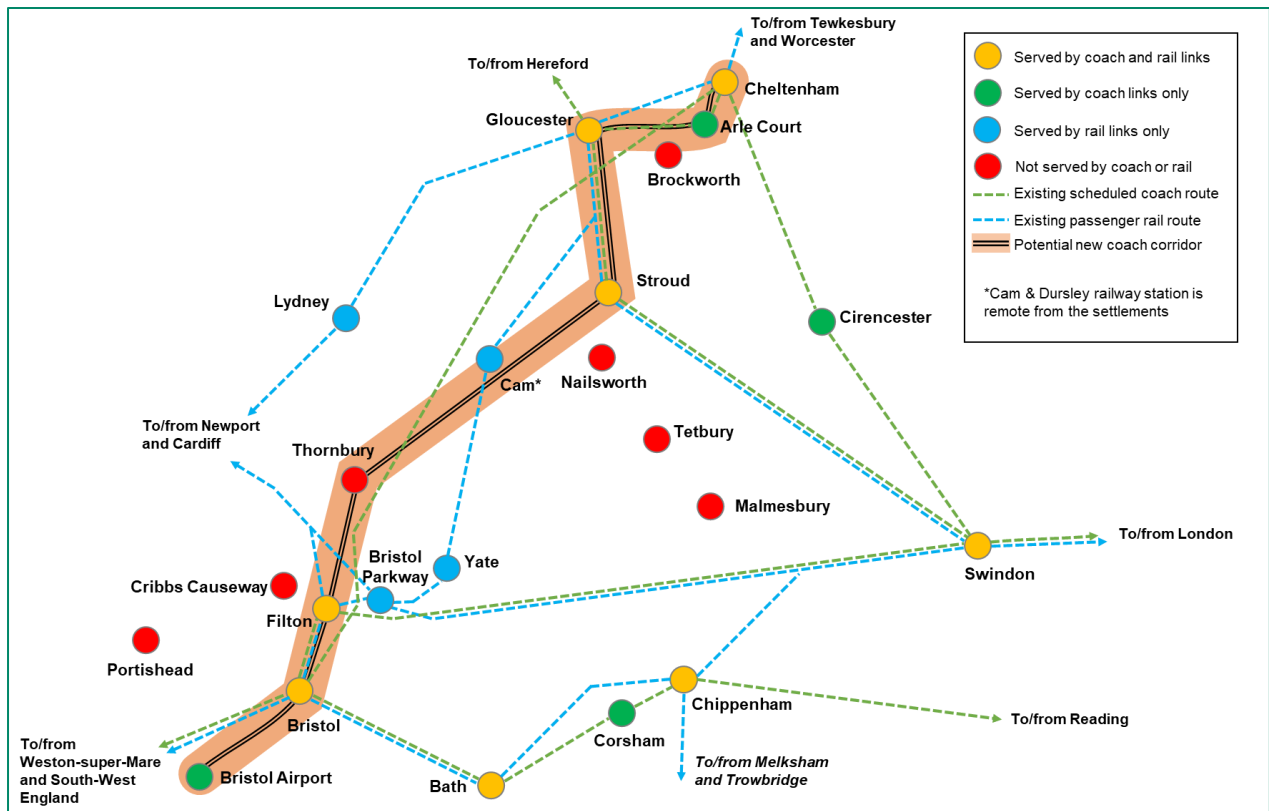 To/from Tewkesbury
and Worcester
To/from Hereford
Cheltenham
Gloucester
Arle Court
Brockworth
Stroud
Lydney
Cirencester
Cam*
Nailsworth
To/from Newport
and Cardiff
Thornbury
Tetbury
Malmesbury
To/from London
Bristol
Parkway
Yate
Swindon
Cribbs Causeway
Filton
Portishead
Chippenham
Bristol
Corsham
To/from Reading
To/from
Weston-super-Mare
and South-West
England
Bristol Airport
Bath
To/from Melksham
and Trowbridge
Served by coach and rail links
Served by coach links only
Served by rail links only
Not served by coach or rail
Existing scheduled coach route
Existing passenger rail route
Potential new coach corridor
*Cam & Dursley railway station is
remote from the settlements